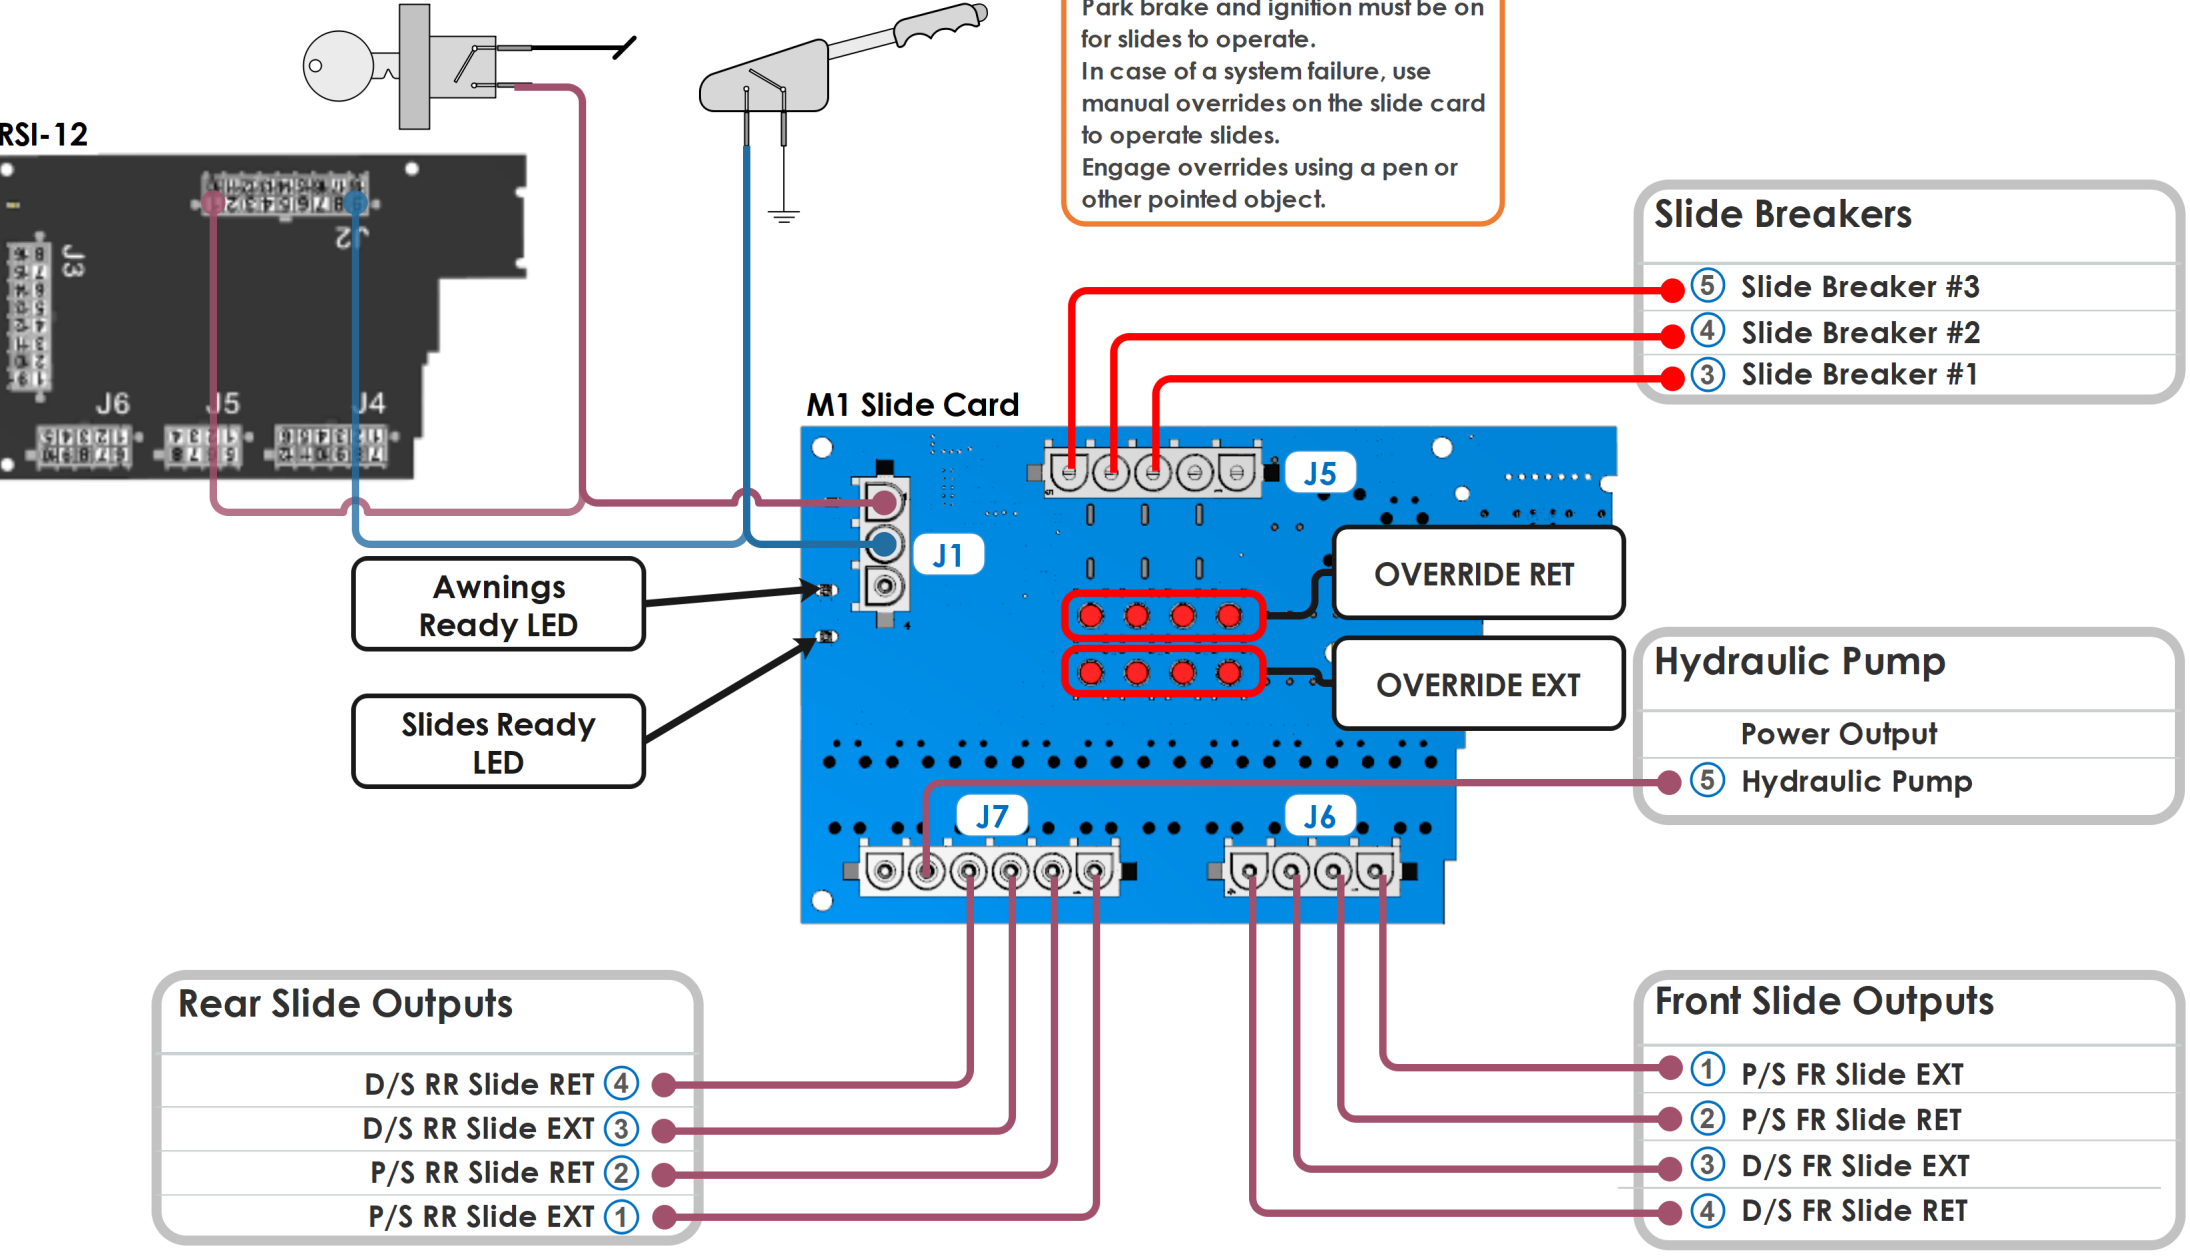 Park brake and ignition must be on
for slides to operate.
In case of a system failure, use
manual overrides on the slide card
to operate slides.
Engage overrides using a pen or
other pointed object.
RSI-12
J2
J3
J6
J5
J4
Slide Breakers
5 Slide Breaker #3
4 Slide Breaker #2
3 Slide Breaker #1
M1 Slide Card
J5
J1
Awnings
Ready LED
Slides Ready
LED
OVERRIDE RET
OVERRIDE EXT
Hydraulic Pump
Power Output
5 Hydraulic Pump
J7
J6
Rear Slide Outputs
D/S RR Slide RET 4
D/S RR Slide EXT 3
P/S RR Slide RET 2
P/S RR Slide EXT 1
Front Slide Outputs
1 P/S FR Slide EXT
2 P/S FR Slide RET
3 D/S FR Slide EXT
4 D/S FR Slide RET